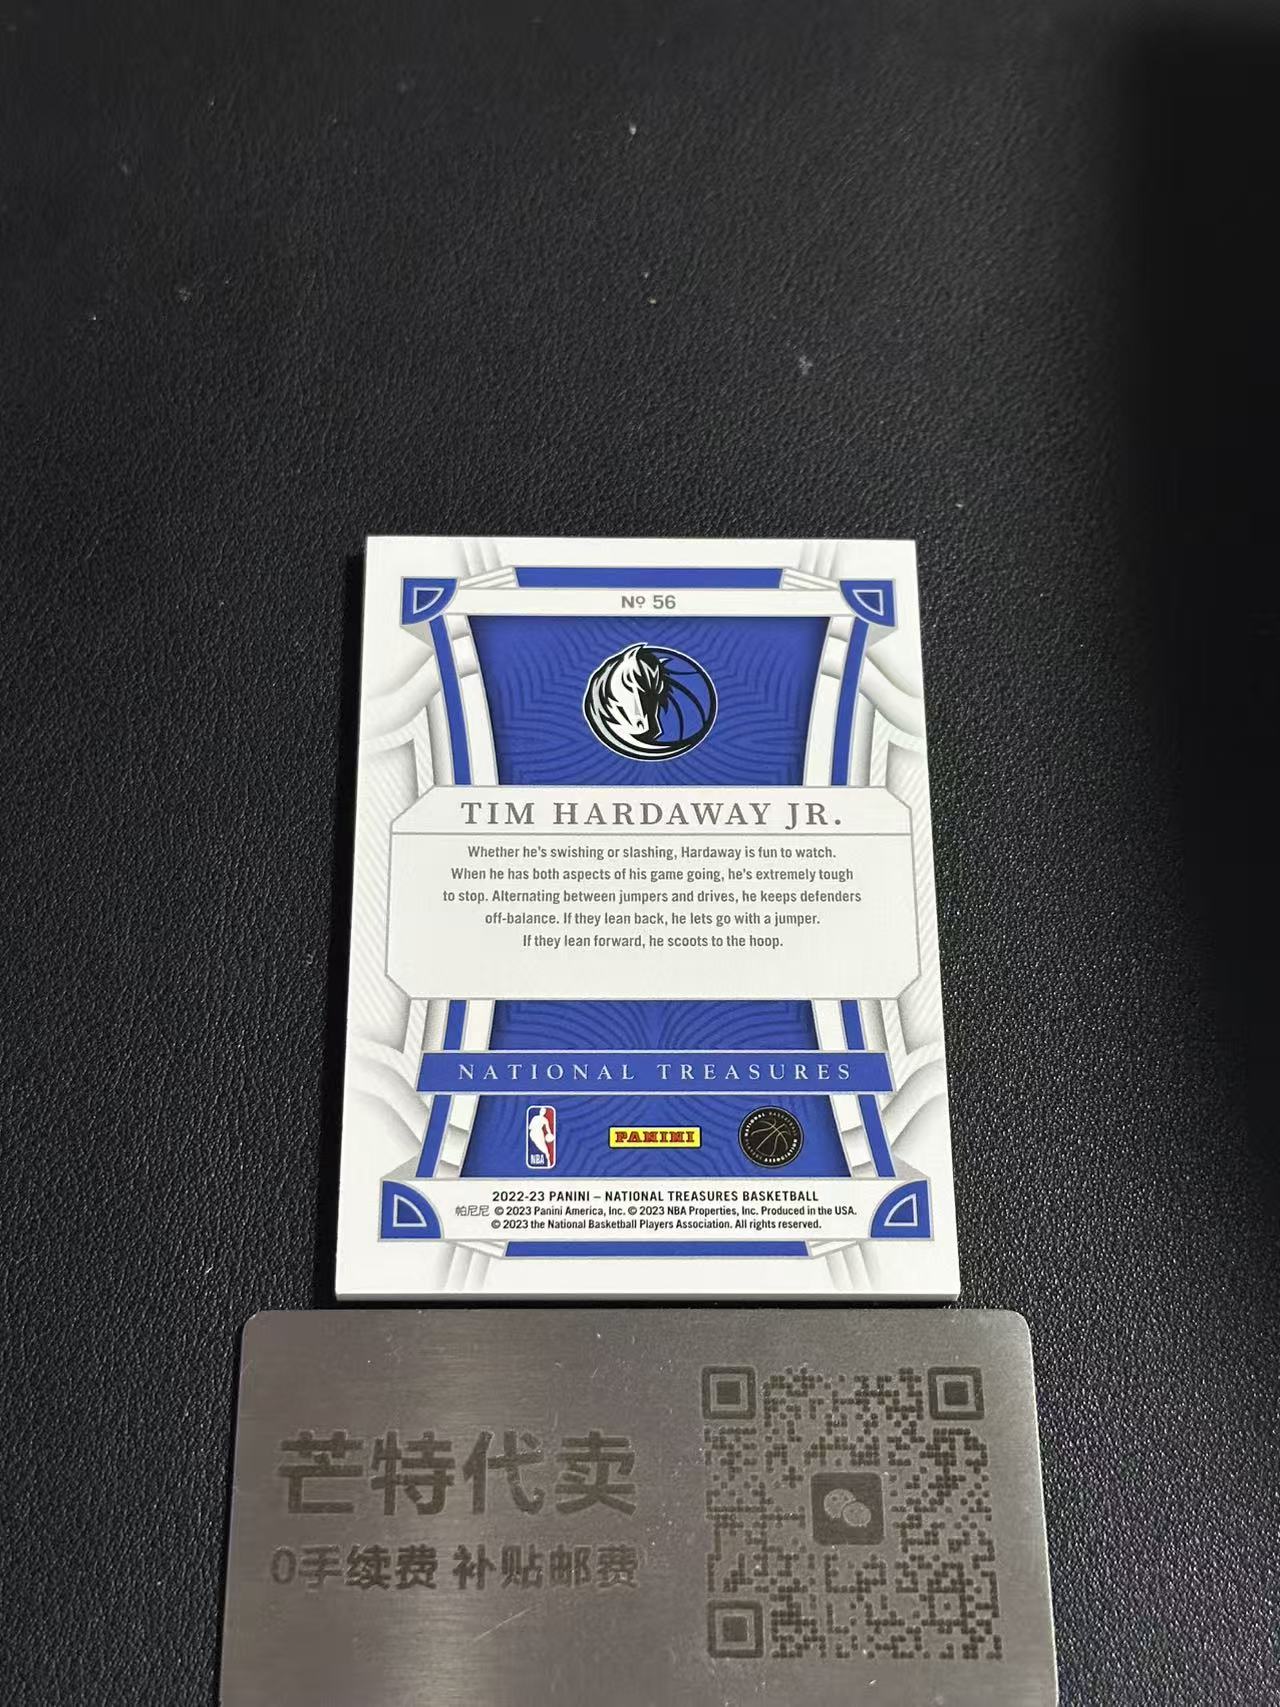 Nº 56
TIM HARDAWAY JR.
Whether he's swishing or slashing, Hardaway is fun to watch.
When he has both aspects of his game going, he's extremely tough
to stop. Alternating between jumpers and drives, he keeps defenders
off-balance. If they lean back, he lets go with a jumper.
If they lean forward, he scoots to the hoop.
NATIONAL TREASURES
NBA
PANINI
NATIONAL BASKETBALL
PLAYERS ASSOCIATION
2022-23 PANINI – NATIONAL TREASURES BASKETBALL
帕尼尼 © 2023 Panini America, Inc. © 2023 NBA Properties, Inc. Produced in the USA.
© 2023 the National Basketball Players Association. All rights reserved.
芒特代卖
0手续费 补贴邮费